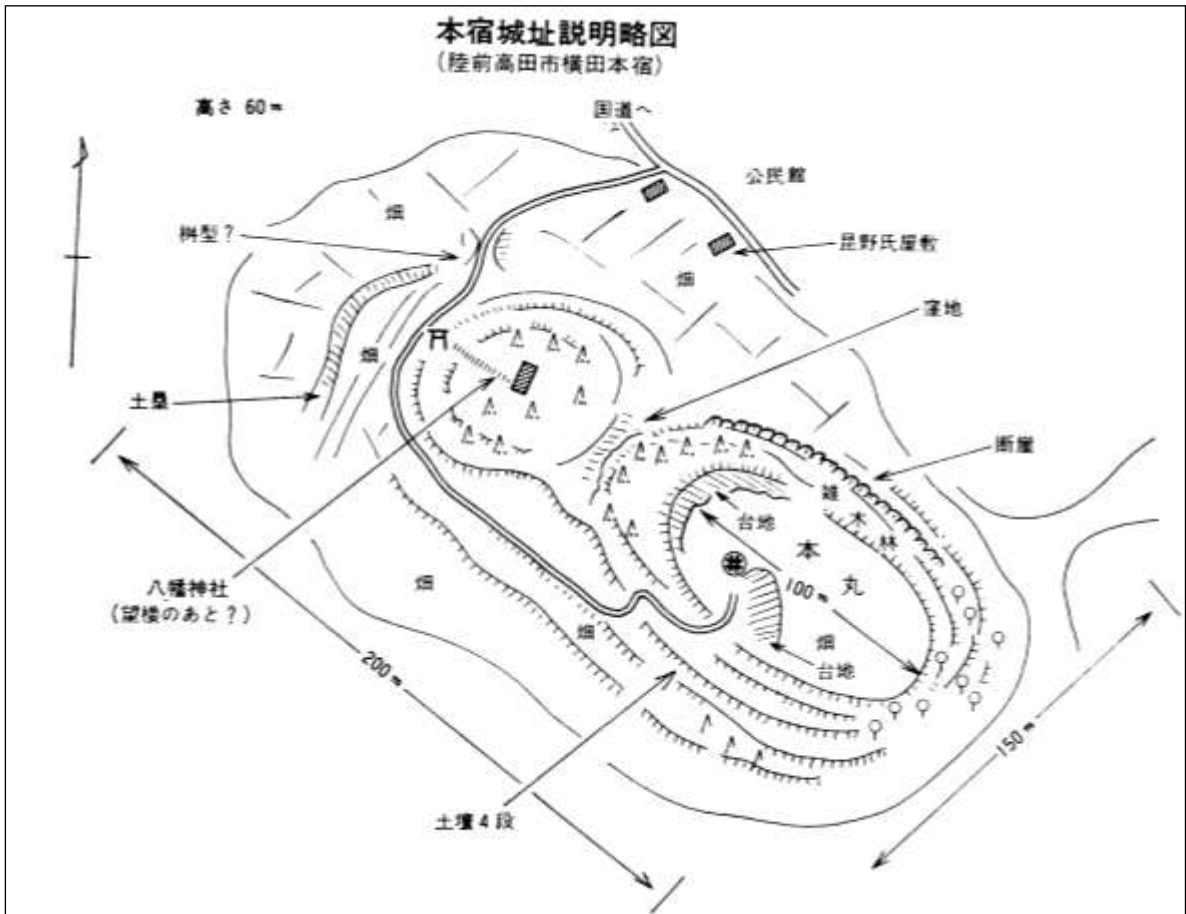 本宿城址説明略図
(陸前高田市横田本宿)
高さ 60m
国道へ
公民館
畑
桝型?
昆野氏屋敷
畑
窪地
畑
土塁
断崖
雑木林
台地
本丸
井
100m
八幡神社
(望楼のあと?)
畑
畑
畑
台地
200m
150m
土壇4段